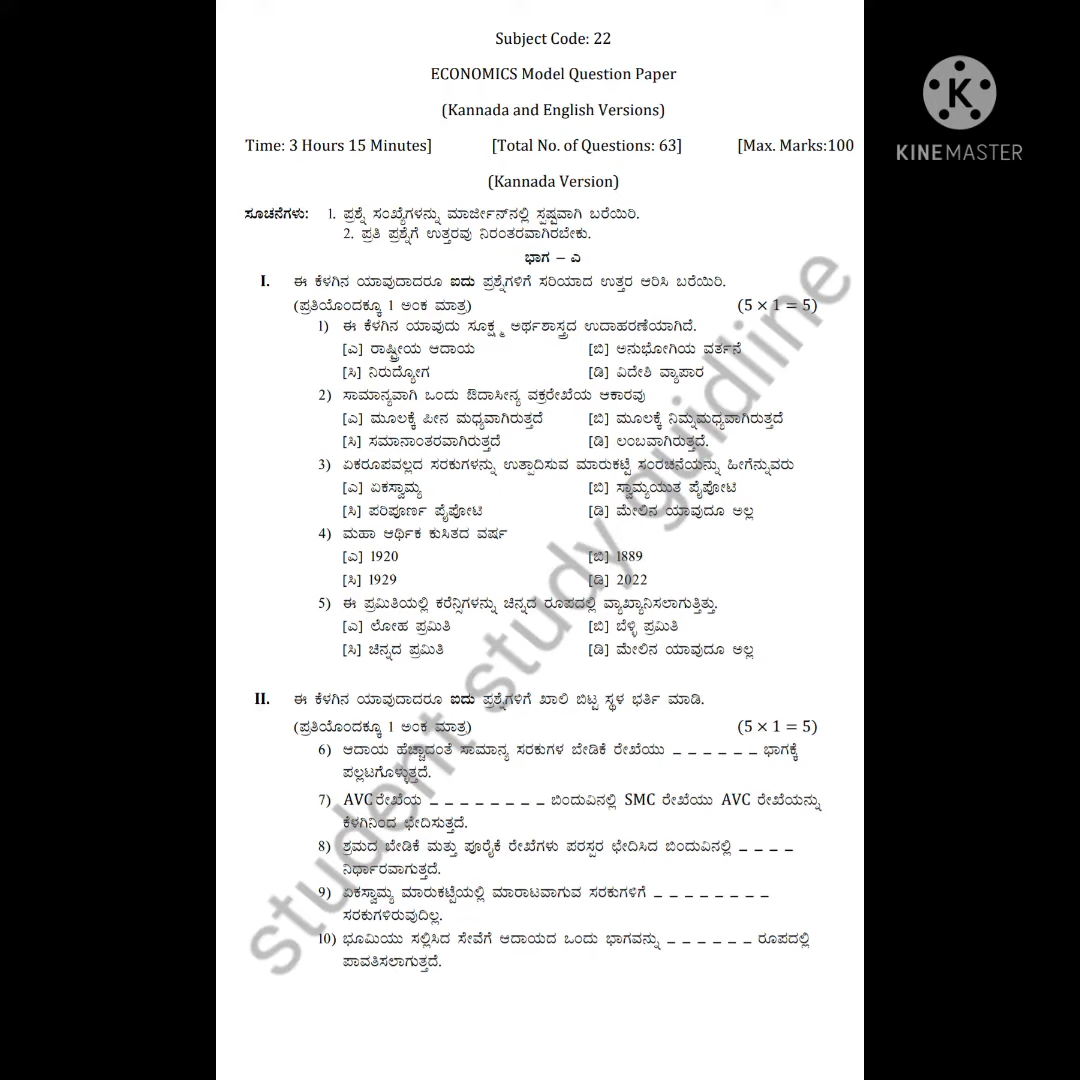 Subject Code: 22
ECONOMICS Model Question Paper
(Kannada and English Versions)
Time: 3 Hours 15 Minutes] [Total No. of Questions: 63] [Max. Marks:100
(Kannada Version)
ಸೂಚನೆಗಳು: 1. ಪ್ರಶ್ನೆ ಸಂಖ್ಯೆಗಳನ್ನು ಮಾರ್ಜಿನ್‌ನಲ್ಲಿ ಸ್ಪಷ್ಟವಾಗಿ ಬರೆಯಿರಿ.
2. ಪ್ರತಿ ಪ್ರಶ್ನೆಗೆ ಉತ್ತರವು ನಿರಂತರವಾಗಿರಬೇಕು.
ಭಾಗ – ಎ
I. ಈ ಕೆಳಗಿನ ಯಾವುದಾದರೂ ಐದು ಪ್ರಶ್ನೆಗಳಿಗೆ ಸರಿಯಾದ ಉತ್ತರ ಆರಿಸಿ ಬರೆಯಿರಿ.
(ಪ್ರತಿಯೊಂದಕ್ಕೂ 1 ಅಂಕ ಮಾತ್ರ) (5 × 1 = 5)
1) ಈ ಕೆಳಗಿನ ಯಾವುದು ಸೂಕ್ಷ್ಮ ಅರ್ಥಶಾಸ್ತ್ರದ ಉದಾಹರಣೆಯಾಗಿದೆ.
[ಎ] ರಾಷ್ಟ್ರೀಯ ಆದಾಯ [ಬಿ] ಅನುಭೋಗಿಯ ವರ್ತನೆ
[ಸಿ] ನಿರುದ್ಯೋಗ [ಡಿ] ವಿದೇಶಿ ವ್ಯಾಪಾರ
2) ಸಾಮಾನ್ಯವಾಗಿ ಒಂದು ಔದಾಸೀನ್ಯ ವಕ್ರರೇಖೆಯ ಆಕಾರವು
[ಎ] ಮೂಲಕ್ಕೆ ಪೀನ ಮಧ್ಯವಾಗಿರುತ್ತದೆ [ಬಿ] ಮೂಲಕ್ಕೆ ನಿಮ್ನಮಧ್ಯವಾಗಿರುತ್ತದೆ
[ಸಿ] ಸಮಾನಾಂತರವಾಗಿರುತ್ತದೆ [ಡಿ] ಲಂಬವಾಗಿರುತ್ತದೆ.
3) ಏಕರೂಪವಲ್ಲದ ಸರಕುಗಳನ್ನು ಉತ್ಪಾದಿಸುವ ಮಾರುಕಟ್ಟೆ ಸಂರಚನೆಯನ್ನು ಹೀಗೆನ್ನುವರು
[ಎ] ಏಕಸ್ವಾಮ್ಯ [ಬಿ] ಸ್ವಾಮ್ಯಯುತ ಪೈಪೋಟಿ
[ಸಿ] ಪರಿಪೂರ್ಣ ಪೈಪೋಟಿ [ಡಿ] ಮೇಲಿನ ಯಾವುದೂ ಅಲ್ಲ
4) ಮಹಾ ಆರ್ಥಿಕ ಕುಸಿತದ ವರ್ಷ
[ಎ] 1920 [ಬಿ] 1889
[ಸಿ] 1929 [ಡಿ] 2022
5) ಈ ಪ್ರಮಿತಿಯಲ್ಲಿ ಕರೆನ್ಸಿಗಳನ್ನು ಚಿನ್ನದ ರೂಪದಲ್ಲಿ ವ್ಯಾಖ್ಯಾನಿಸಲಾಗುತ್ತಿತ್ತು.
[ಎ] ಲೋಹ ಪ್ರಮಿತಿ [ಬಿ] ಬೆಳ್ಳಿ ಪ್ರಮಿತಿ
[ಸಿ] ಚಿನ್ನದ ಪ್ರಮಿತಿ [ಡಿ] ಮೇಲಿನ ಯಾವುದೂ ಅಲ್ಲ
II. ಈ ಕೆಳಗಿನ ಯಾವುದಾದರೂ ಐದು ಪ್ರಶ್ನೆಗಳಿಗೆ ಖಾಲಿ ಬಿಟ್ಟ ಸ್ಥಳ ಭರ್ತಿ ಮಾಡಿ.
(ಪ್ರತಿಯೊಂದಕ್ಕೂ 1 ಅಂಕ ಮಾತ್ರ) (5 × 1 = 5)
6) ಆದಾಯ ಹೆಚ್ಚಾದಂತೆ ಸಾಮಾನ್ಯ ಸರಕುಗಳ ಬೇಡಿಕೆ ರೇಖೆಯು _ _ _ _ _ _ ಭಾಗಕ್ಕೆ
ಪಲ್ಲಟಗೊಳ್ಳುತ್ತದೆ.
7) AVC ರೇಖೆಯ _ _ _ _ _ _ _ _ ಬಿಂದುವಿನಲ್ಲಿ SMC ರೇಖೆಯು AVC ರೇಖೆಯನ್ನು
ಕೆಳಗಿನಿಂದ ಛೇದಿಸುತ್ತದೆ.
8) ಶ್ರಮದ ಬೇಡಿಕೆ ಮತ್ತು ಪೂರೈಕೆ ರೇಖೆಗಳು ಪರಸ್ಪರ ಛೇದಿಸಿದ ಬಿಂದುವಿನಲ್ಲಿ _ _ _ _
ನಿರ್ಧಾರವಾಗುತ್ತದೆ.
9) ಏಕಸ್ವಾಮ್ಯ ಮಾರುಕಟ್ಟೆಯಲ್ಲಿ ಮಾರಾಟವಾಗುವ ಸರಕುಗಳಿಗೆ _ _ _ _ _ _ _ _
ಸರಕುಗಳಿರುವುದಿಲ್ಲ.
10) ಭೂಮಿಯು ಸಲ್ಲಿಸಿದ ಸೇವೆಗೆ ಆದಾಯದ ಒಂದು ಭಾಗವನ್ನು _ _ _ _ _ _ ರೂಪದಲ್ಲಿ
ಪಾವತಿಸಲಾಗುತ್ತದೆ.
student study guidline
K
KINEMASTER